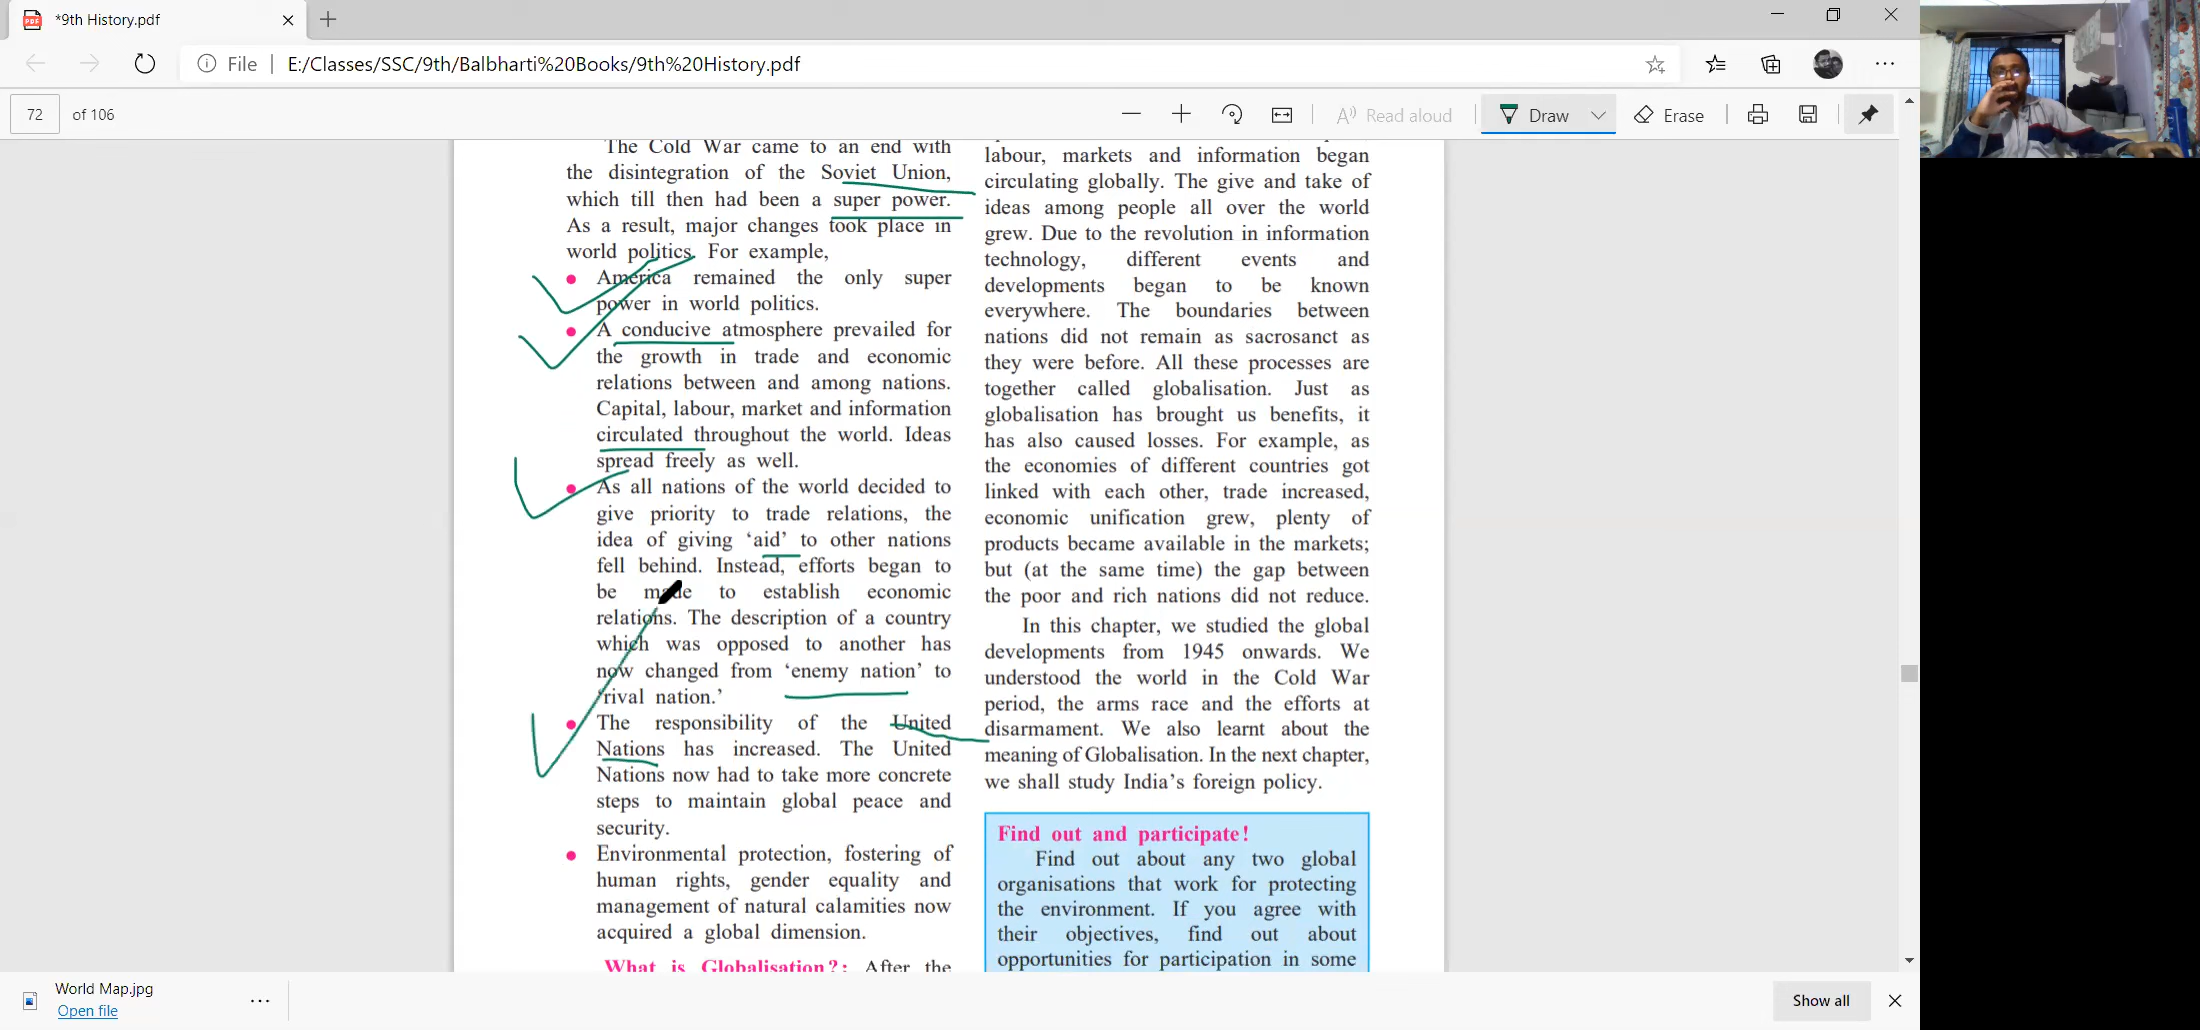 *9th History.pdf
File
E:/Classes/SSC/9th/Balbharti%20Books/9th%20History.pdf
72
of 106
Read aloud
Draw
Erase
The Cold War came to an end with
the disintegration of the Soviet Union,
which till then had been a super power.
As a result, major changes took place in
world politics. For example,
• America remained the only super
power in world politics.
• A conducive atmosphere prevailed for
the growth in trade and economic
relations between and among nations.
Capital, labour, market and information
circulated throughout the world. Ideas
spread freely as well.
• As all nations of the world decided to
give priority to trade relations, the
idea of giving ‘aid’ to other nations
fell behind. Instead, efforts began to
be made to establish economic
relations. The description of a country
which was opposed to another has
now changed from ‘enemy nation’ to
‘rival nation.’
• The responsibility of the United
Nations has increased. The United
Nations now had to take more concrete
steps to maintain global peace and
security.
• Environmental protection, fostering of
human rights, gender equality and
management of natural calamities now
acquired a global dimension.
What is Globalisation?: After the
labour, markets and information began
circulating globally. The give and take of
ideas among people all over the world
grew. Due to the revolution in information
technology, different events and
developments began to be known
everywhere. The boundaries between
nations did not remain as sacrosanct as
they were before. All these processes are
together called globalisation. Just as
globalisation has brought us benefits, it
has also caused losses. For example, as
the economies of different countries got
linked with each other, trade increased,
economic unification grew, plenty of
products became available in the markets;
but (at the same time) the gap between
the poor and rich nations did not reduce.
In this chapter, we studied the global
developments from 1945 onwards. We
understood the world in the Cold War
period, the arms race and the efforts at
disarmament. We also learnt about the
meaning of Globalisation. In the next chapter,
we shall study India’s foreign policy.
Find out and participate!
Find out about any two global
organisations that work for protecting
the environment. If you agree with
their objectives, find out about
opportunities for participation in some
World Map.jpg
Open file
Show all